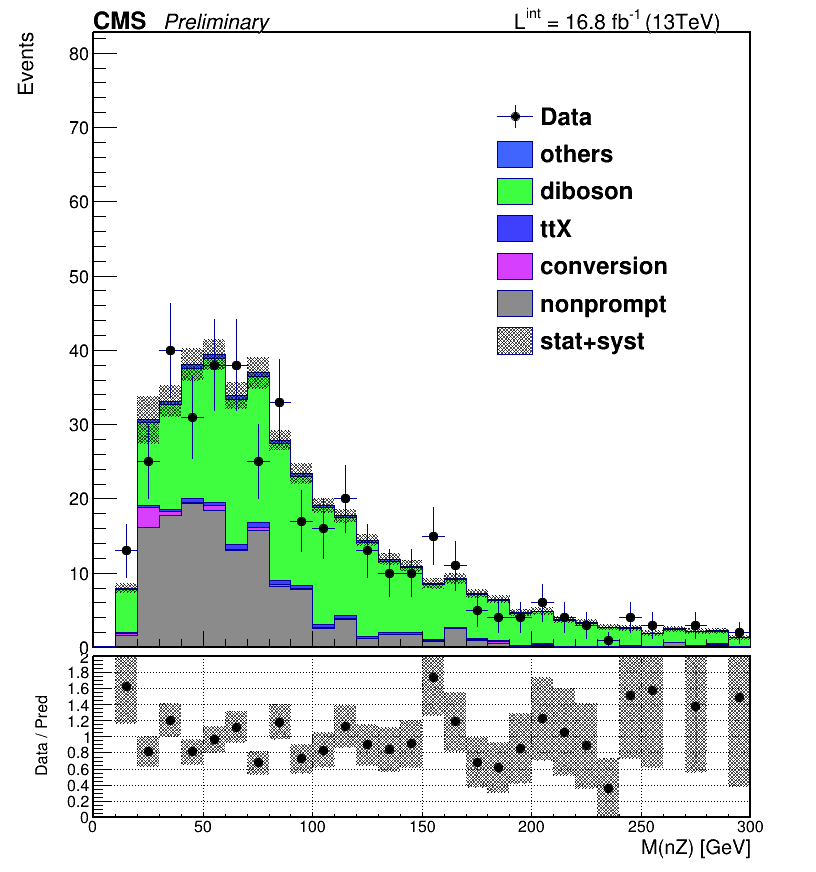 CMS Preliminary L^int = 16.8 fb^-1 (13TeV)
Events
80
70
60
50
40
30
20
10
0
Data
others
diboson
ttX
conversion
nonprompt
stat+syst
Data / Pred
2
1.8
1.6
1.4
1.2
1
0.8
0.6
0.4
0.2
0
0 50 100 150 200 250 300
M(nZ) [GeV]